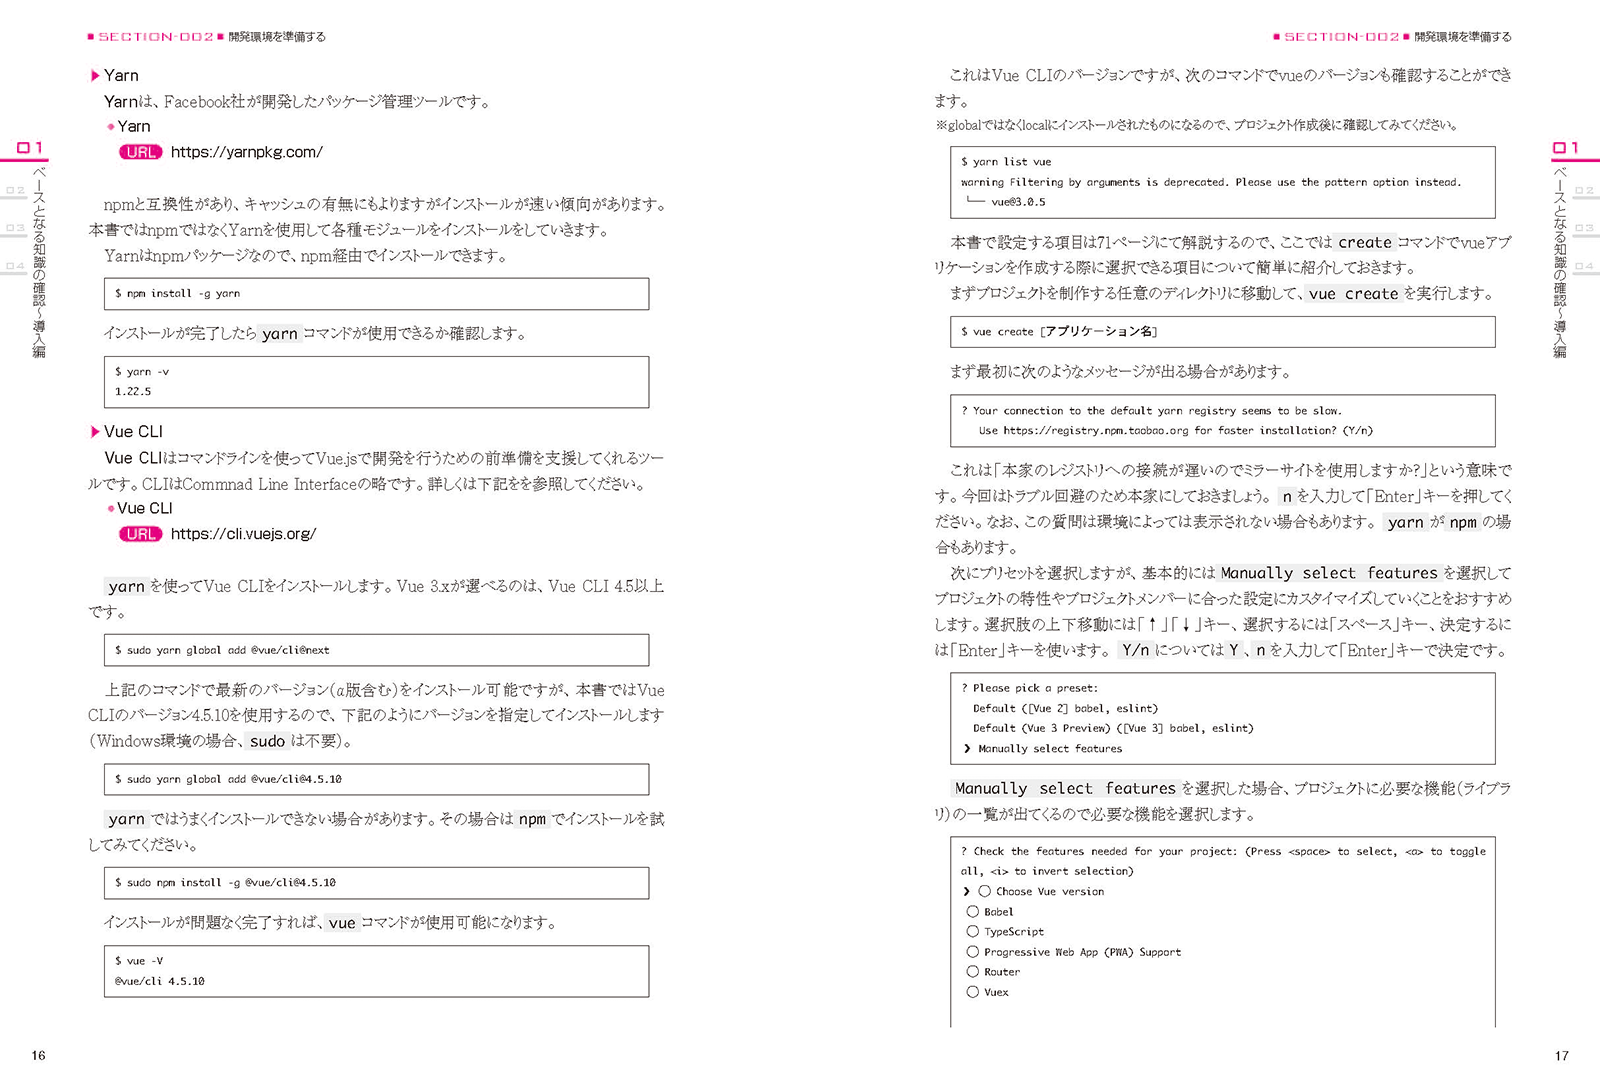 ■ SECTION-002 ■ 開発環境を準備する
▶Yarn
Yarnは、Facebook社が開発したパッケージ管理ツールです。
●Yarn
URL https://yarnpkg.com/
npmと互換性があり、キャッシュの有無にもよりますがインストールが速い傾向があります。
本書ではnpmではなくYarnを使用して各種モジュールをインストールをしていきます。
Yarnはnpmパッケージなので、npm経由でインストールできます。
$ npm install -g yarn
インストールが完了したら yarn コマンドが使用できるか確認します。
$ yarn -v
1.22.5
▶Vue CLI
Vue CLIはコマンドラインを使ってVue.jsで開発を行うための前準備を支援してくれるツー
ルです。CLIはCommnad Line Interfaceの略です。詳しくは下記をを参照してください。
●Vue CLI
URL https://cli.vuejs.org/
yarn を使ってVue CLIをインストールします。Vue 3.xが選べるのは、Vue CLI 4.5以上
です。
$ sudo yarn global add @vue/cli@next
上記のコマンドで最新のバージョン(α版含む)をインストール可能ですが、本書ではVue
CLIのバージョン4.5.10を使用するので、下記のようにバージョンを指定してインストールします
(Windows環境の場合、sudo は不要)。
$ sudo yarn global add @vue/cli@4.5.10
yarn ではうまくインストールできない場合があります。その場合は npm でインストールを試
してみてください。
$ sudo npm install -g @vue/cli@4.5.10
インストールが問題なく完了すれば、vue コマンドが使用可能になります。
$ vue -V
@vue/cli 4.5.10
01
ベースとなる知識の確認〜導入編
02
03
04
16
■ SECTION-002 ■ 開発環境を準備する
これはVue CLIのバージョンですが、次のコマンドでvueのバージョンも確認することができ
ます。
※globalではなくlocalにインストールされたものになるので、プロジェクト作成後に確認してみてください。
$ yarn list vue
warning Filtering by arguments is deprecated. Please use the pattern option instead.
└─ vue@3.0.5
本書で設定する項目は71ページにて解説するので、ここでは create コマンドでvueアプ
リケーションを作成する際に選択できる項目について簡単に紹介しておきます。
まずプロジェクトを制作する任意のディレクトリに移動して、vue create を実行します。
$ vue create [アプリケーション名]
まず最初に次のようなメッセージが出る場合があります。
? Your connection to the default yarn registry seems to be slow.
Use https://registry.npm.taobao.org for faster installation? (Y/n)
これは「本家のレジストリへの接続が遅いのでミラーサイトを使用しますか?」という意味で
す。今回はトラブル回避のため本家にしておきましょう。 n を入力して「Enter」キーを押してく
ださい。なお、この質問は環境によっては表示されない場合もあります。 yarn が npm の場
合もあります。
次にプリセットを選択しますが、基本的には Manually select features を選択して
プロジェクトの特性やプロジェクトメンバーに合った設定にカスタイマイズしていくことをおすすめ
します。選択肢の上下移動には「↑」「↓」キー、選択するには「スペース」キー、決定するに
は「Enter」キーを使います。 Y/n については Y 、 n を入力して「Enter」キーで決定です。
? Please pick a preset:
Default ([Vue 2] babel, eslint)
Default (Vue 3 Preview) ([Vue 3] babel, eslint)
❯ Manually select features
Manually select features を選択した場合、プロジェクトに必要な機能(ライブラ
リ)の一覧が出てくるので必要な機能を選択します。
? Check the features needed for your project: (Press <space> to select, <a> to toggle
all, <i> to invert selection)
❯ ◯ Choose Vue version
◯ Babel
◯ TypeScript
◯ Progressive Web App (PWA) Support
◯ Router
◯ Vuex
01
ベースとなる知識の確認〜導入編
02
03
04
17